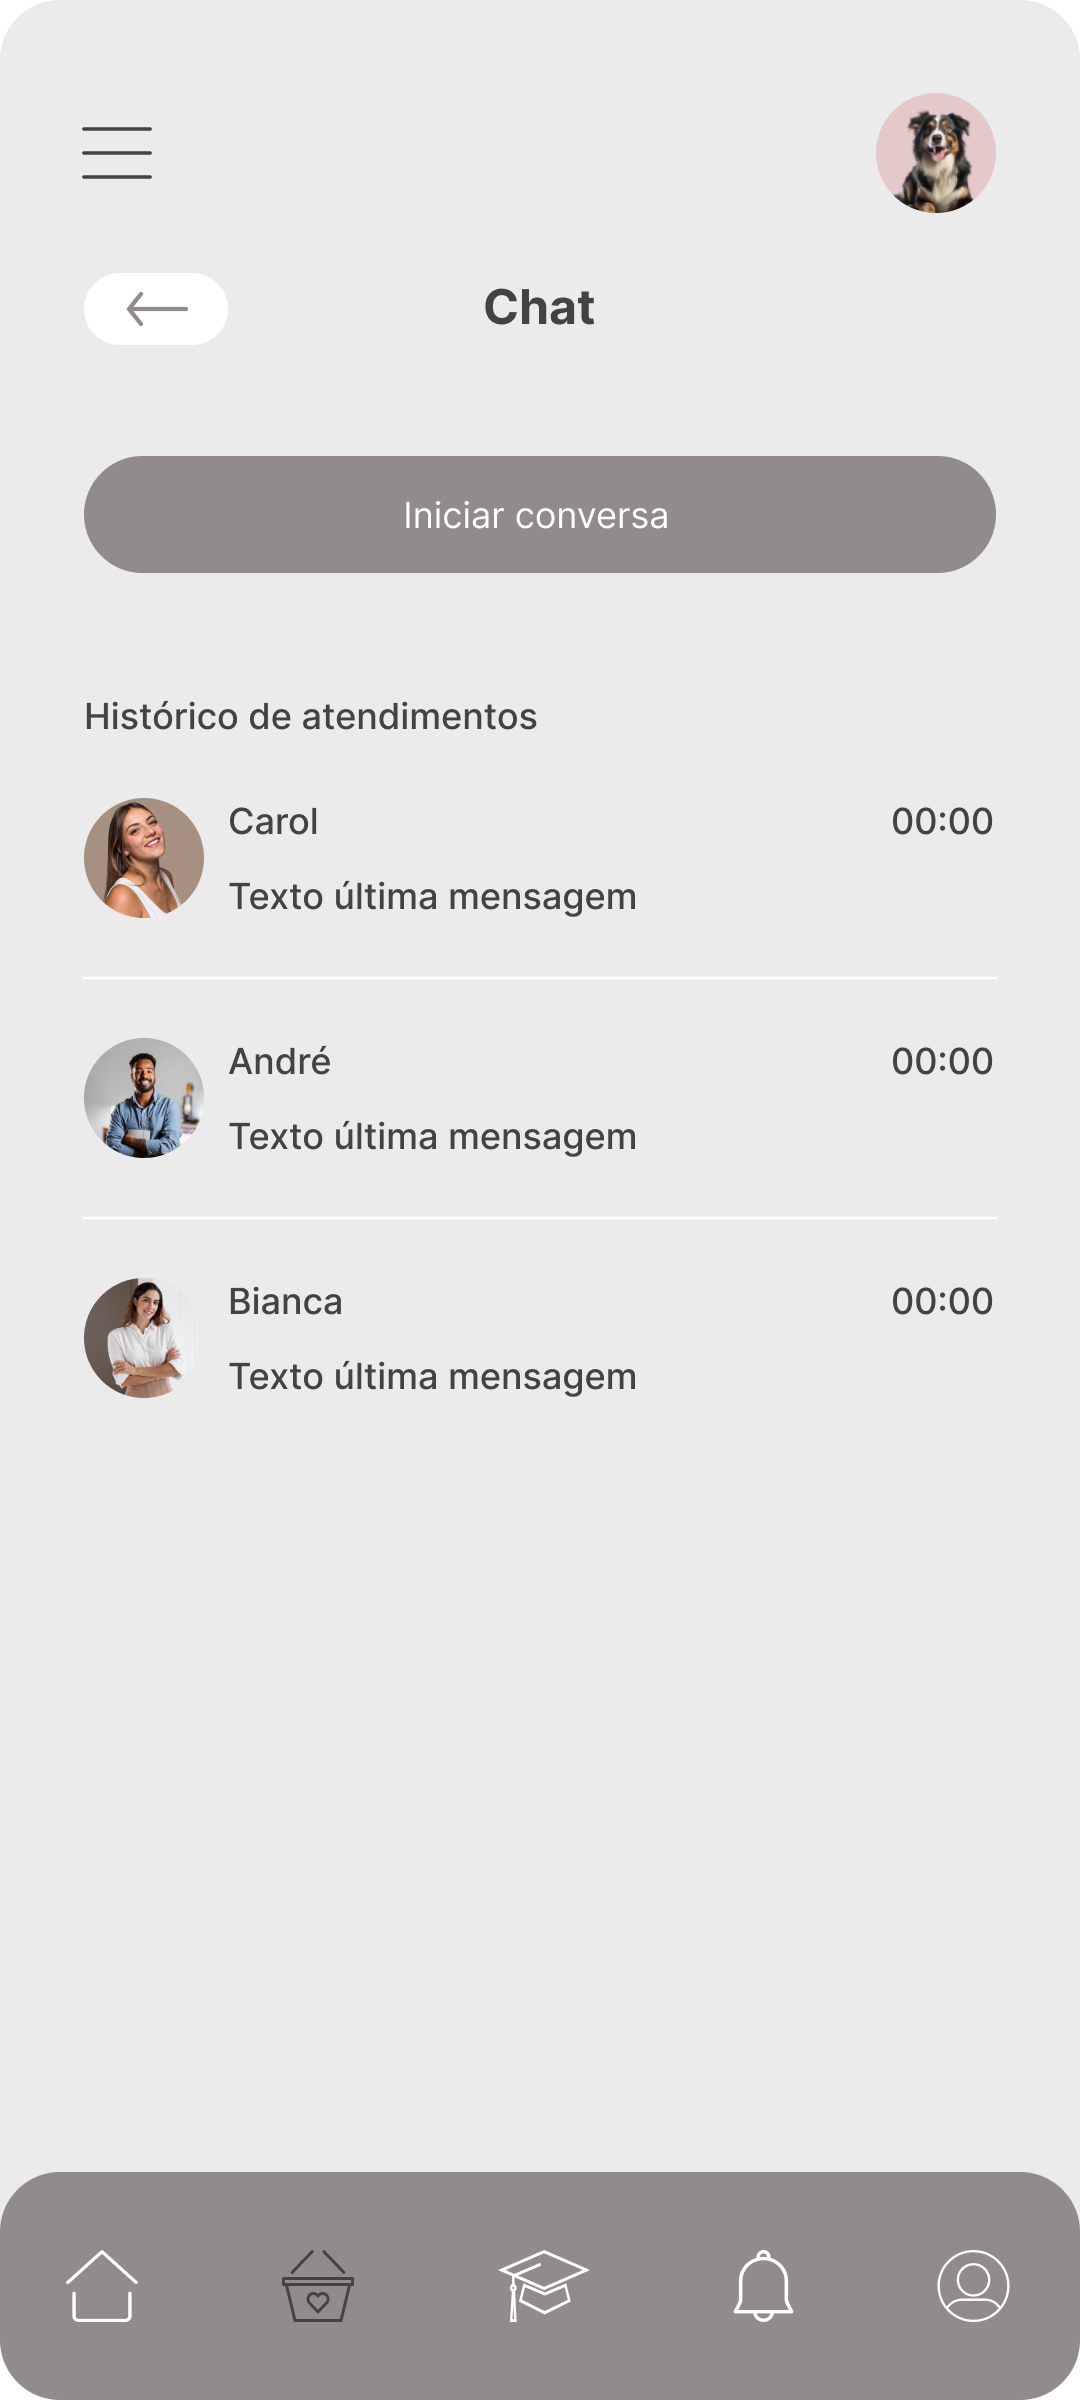 Chat
Iniciar conversa
Histórico de atendimentos
Carol 00:00
Texto última mensagem
André 00:00
Texto última mensagem
Bianca 00:00
Texto última mensagem